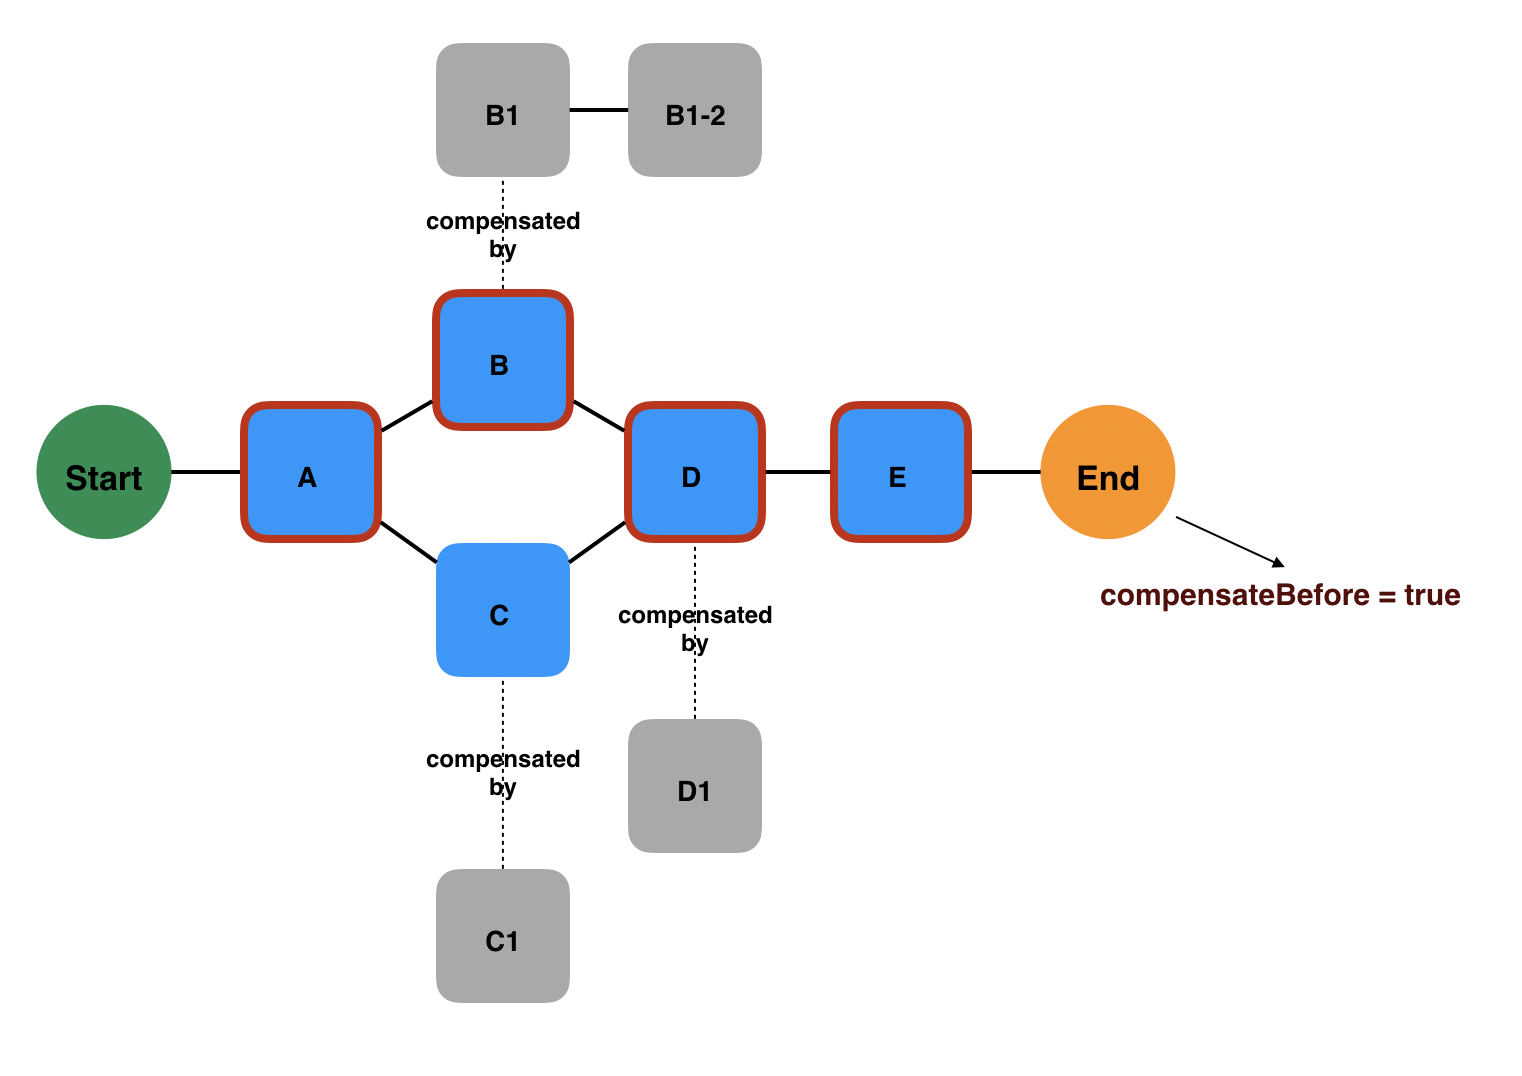 B1
B1-2
compensated
by
B
Start
A
D
E
End
compensateBefore = true
C
compensated
by
compensated
by
D1
C1